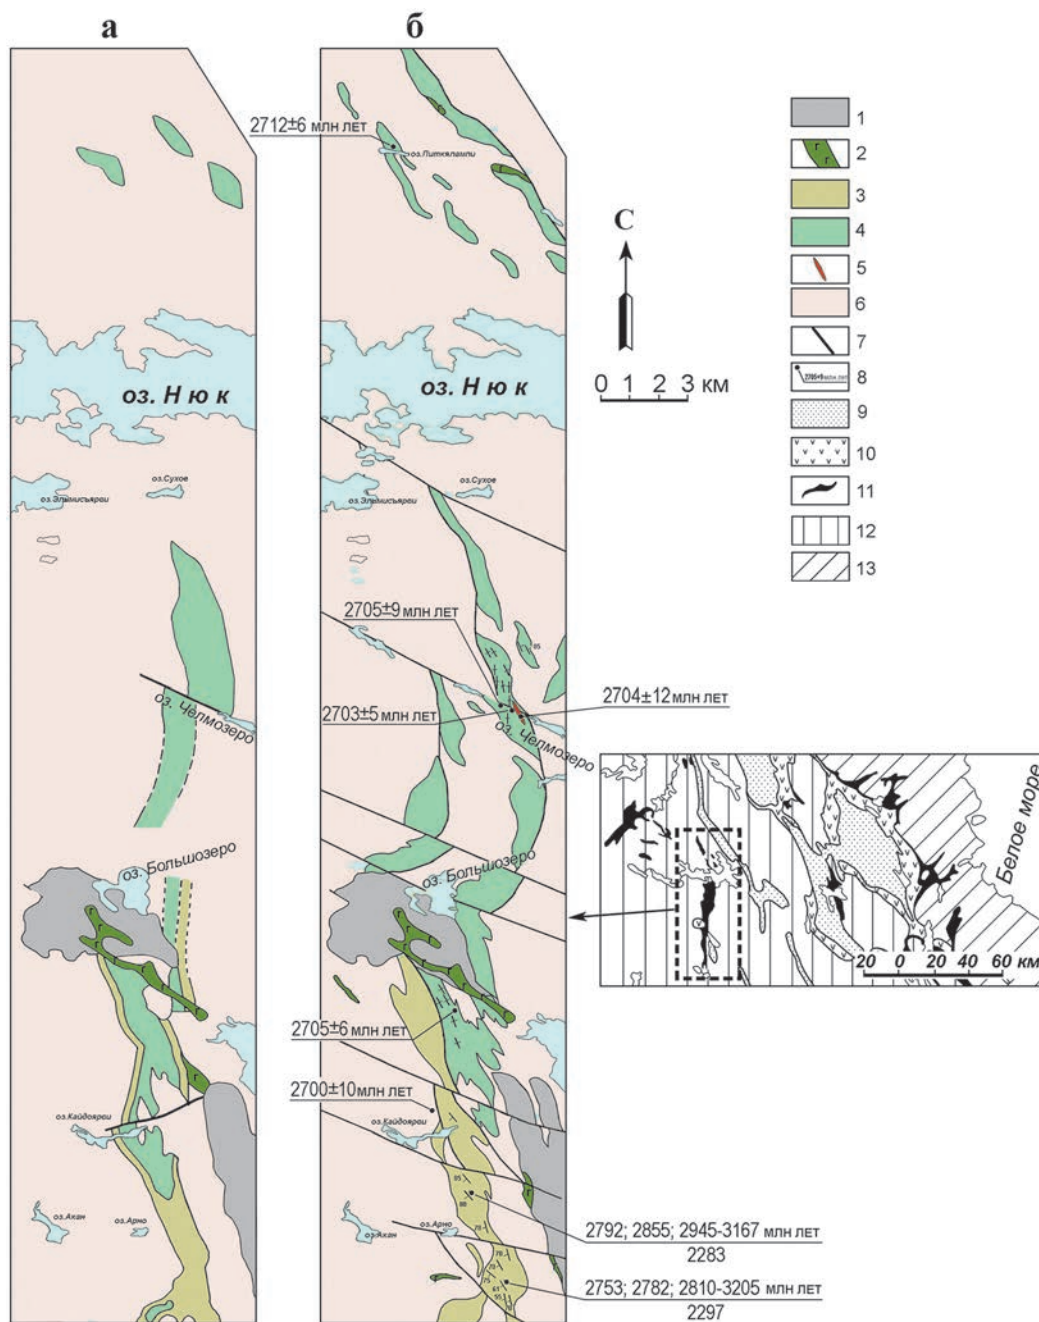 а
б
2712±6 МЛН ЛЕТ
оз.Питкялампи
С
0 1 2 3 км
оз. Н ю к
оз. Н ю к
оз.Сухое
оз.Сухое
2705±9 МЛН ЛЕТ
2703±5 МЛН ЛЕТ
2704±12 МЛН ЛЕТ
оз. Челмозеро
оз. Челмозеро
оз. Большозеро
оз. Большозеро
2705±6 МЛН ЛЕТ
2700±10 МЛН ЛЕТ
оз.Кайдоярви
оз.Кайдоярви
оз.Ахан
оз.Арно
оз.Ахан
оз.Арно
2792; 2855; 2945-3167 МЛН ЛЕТ
2283
2753; 2782; 2810-3205 МЛН ЛЕТ
2297
1
2
3
4
5
6
7
8
9
10
11
12
13
Белое море
20 0 20 40 60 км